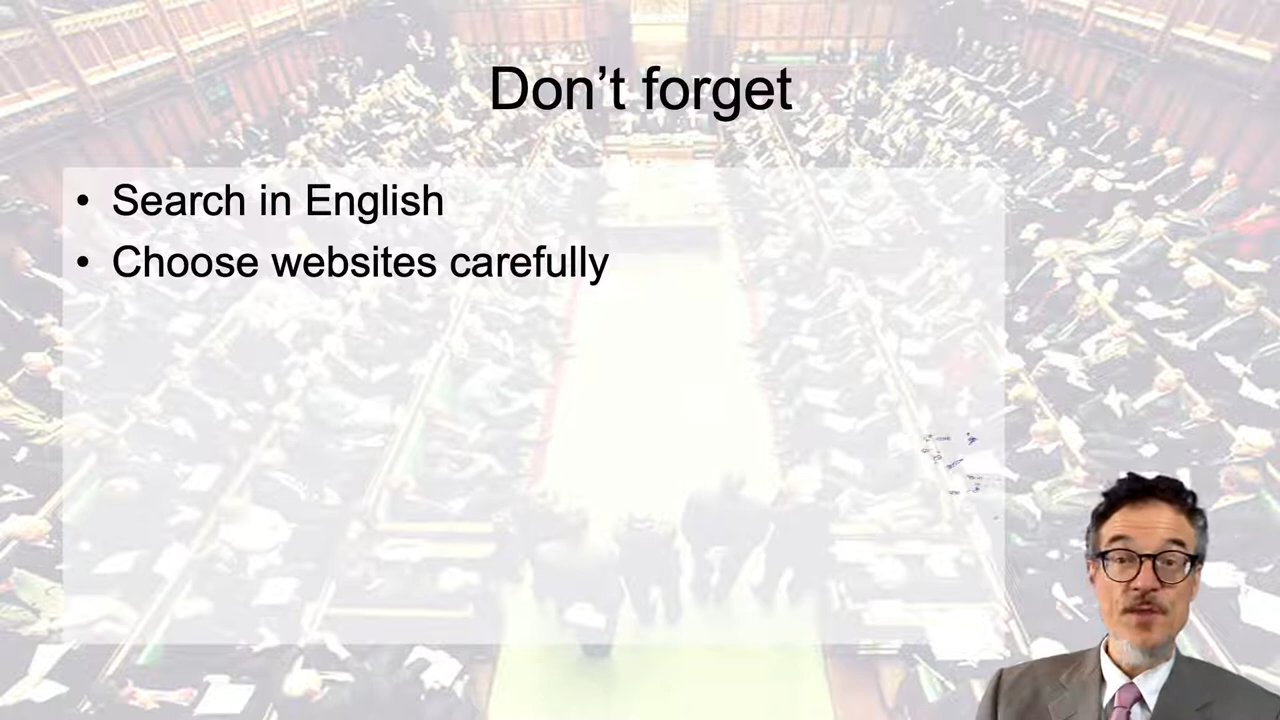 Don’t forget
• Search in English
• Choose websites carefully